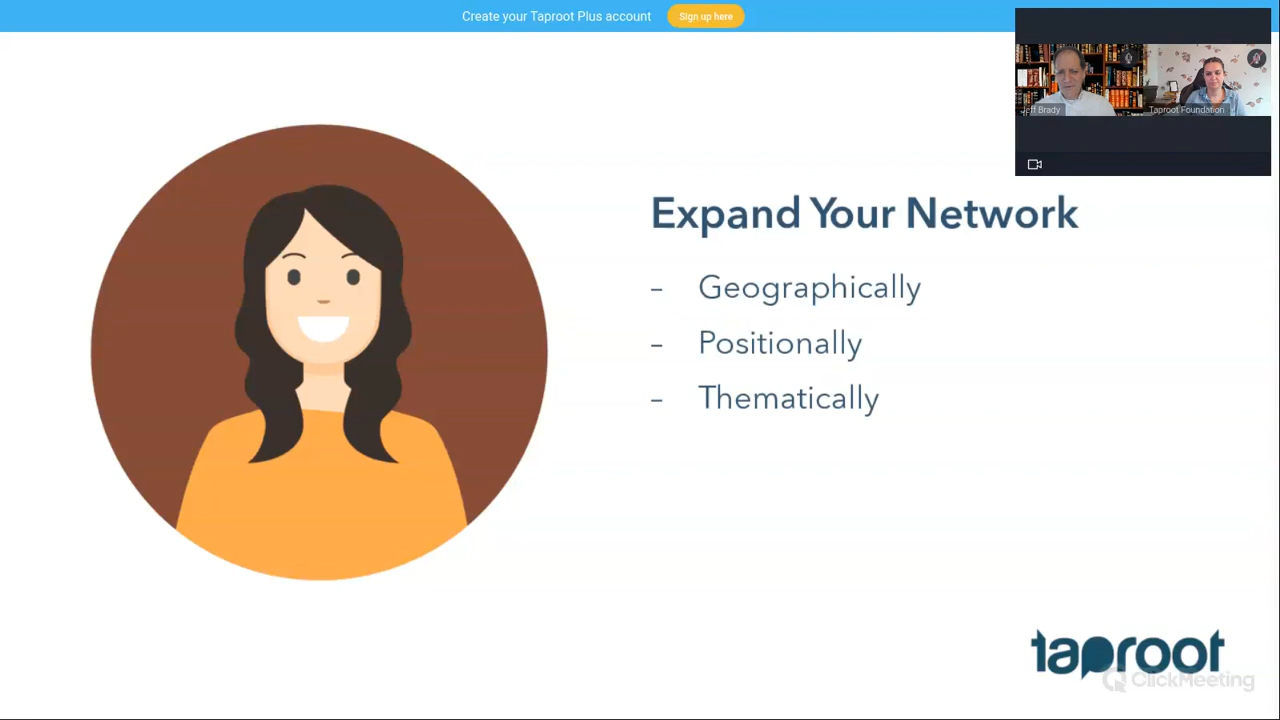 Create your Taproot Plus account Sign up here
Jeff Brady
Taproot Foundation
Expand Your Network
– Geographically
– Positionally
– Thematically
taproot
ClickMeeting